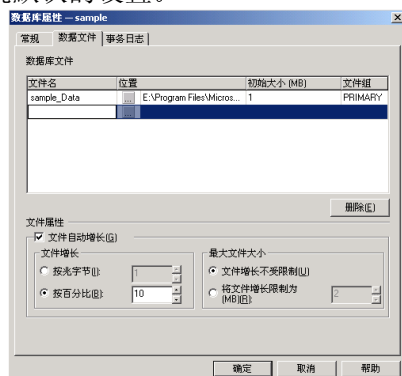 数据库属性 - sample
常规 数据文件 事务日志
数据库文件
文件名 位置 初始大小 (MB) 文件组
sample_Data ... E:\Program Files\Micros... 1 PRIMARY
...
删除(E)
文件属性
文件自动增长(G)
文件增长 最大文件大小
按兆字节(I): 1 文件增长不受限制(U)
按百分比(B): 10 将文件增长限制为 (MB)(R): 2
确定 取消 帮助